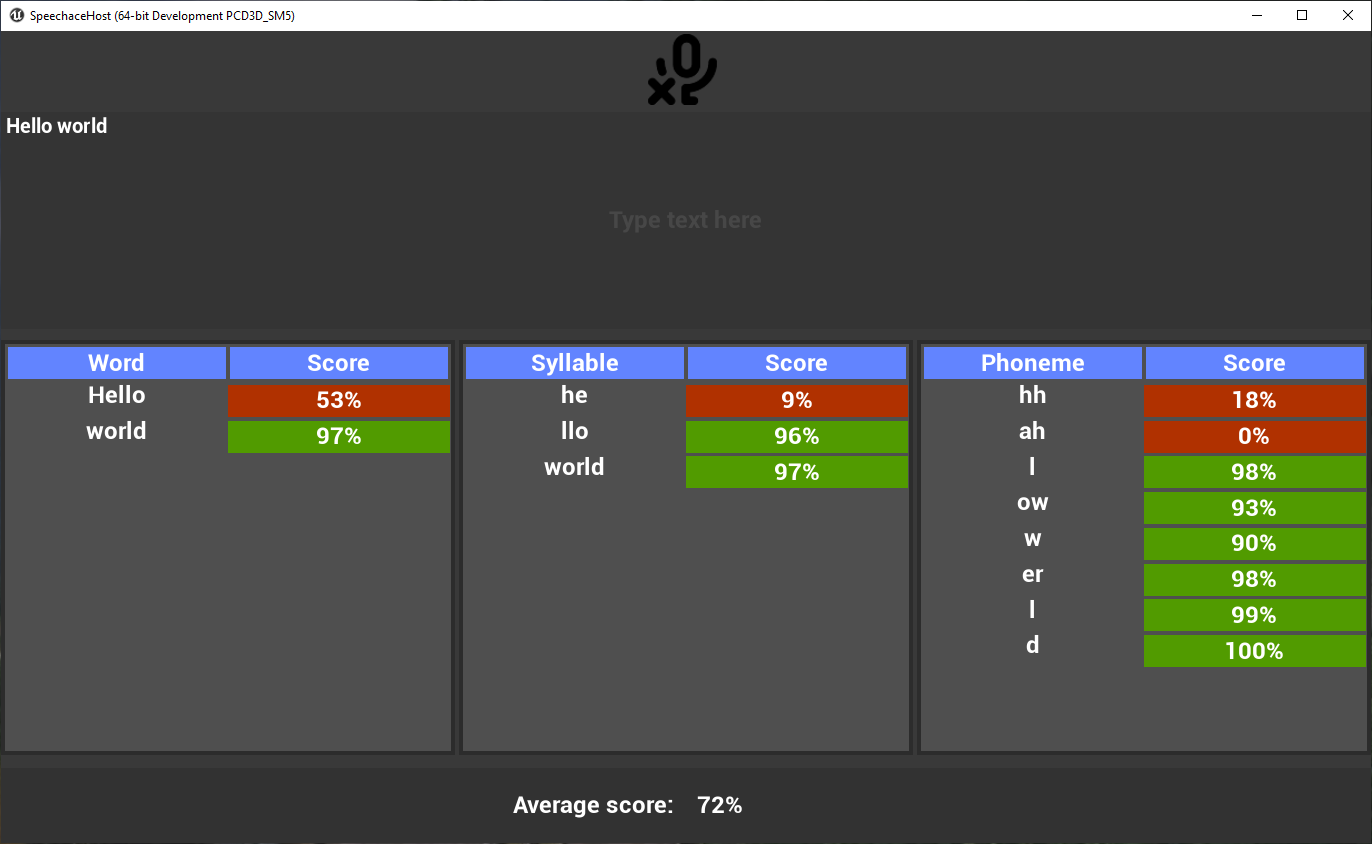 SpeechaceHost (64-bit Development PCD3D_SM5)
Hello world
Type text here
Word Score
Hello 53%
world 97%
Syllable Score
he 9%
llo 96%
world 97%
Phoneme Score
hh 18%
ah 0%
l 98%
ow 93%
w 90%
er 98%
l 99%
d 100%
Average score: 72%